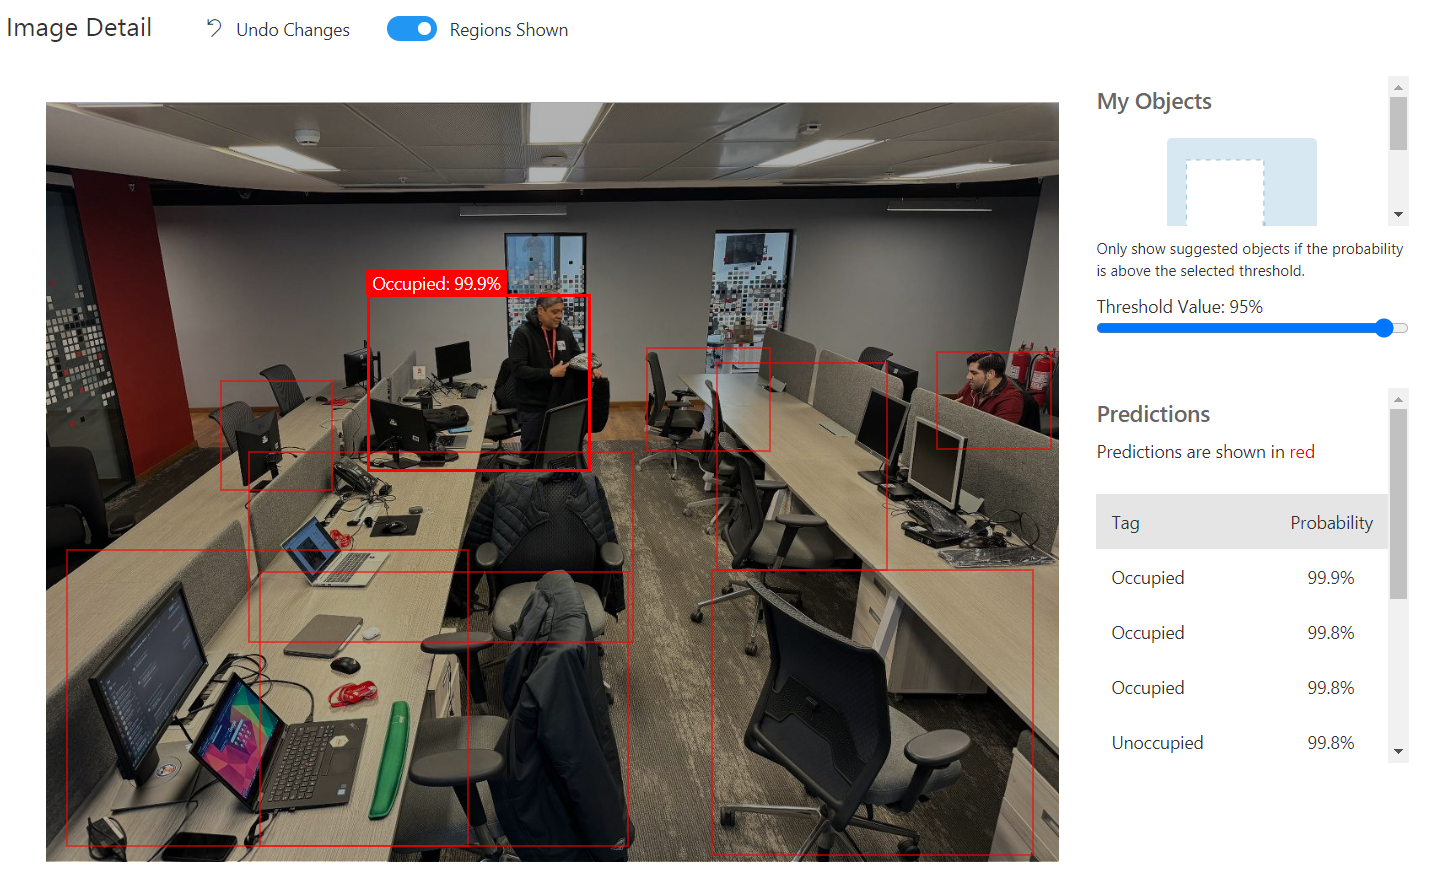 Image Detail
Undo Changes
Regions Shown
Occupied: 99.9%
My Objects
Only show suggested objects if the probability
is above the selected threshold.
Threshold Value: 95%
Predictions
Predictions are shown in red
Tag Probability
Occupied 99.9%
Occupied 99.8%
Occupied 99.8%
Unoccupied 99.8%